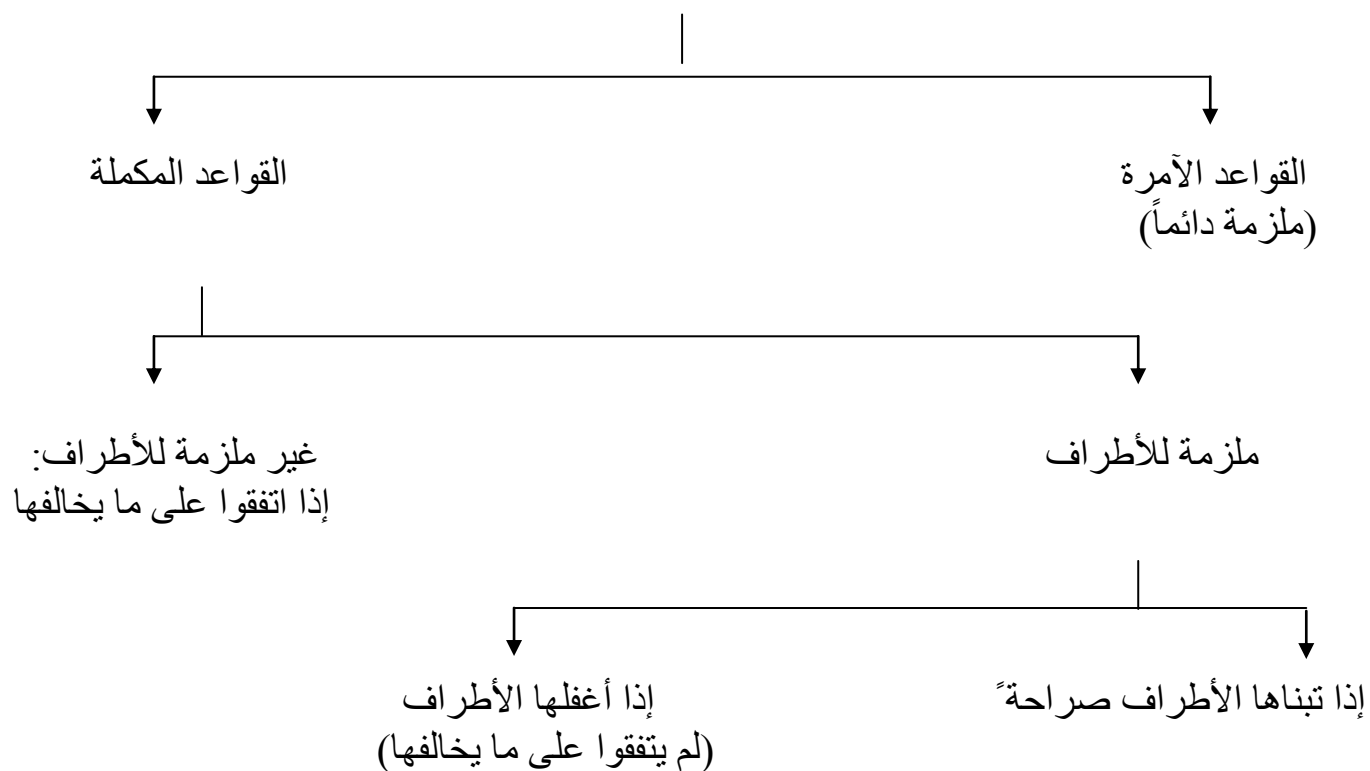 القواعد الآمرة
(ملزمة دائماً)
القواعد المكملة
ملزمة للأطراف
غير ملزمة للأطراف:
إذا اتفقوا على ما يخالفها
إذا تبناها الأطراف صراحة ً
إذا أغفلها الأطراف
(لم يتفقوا على ما يخالفها)